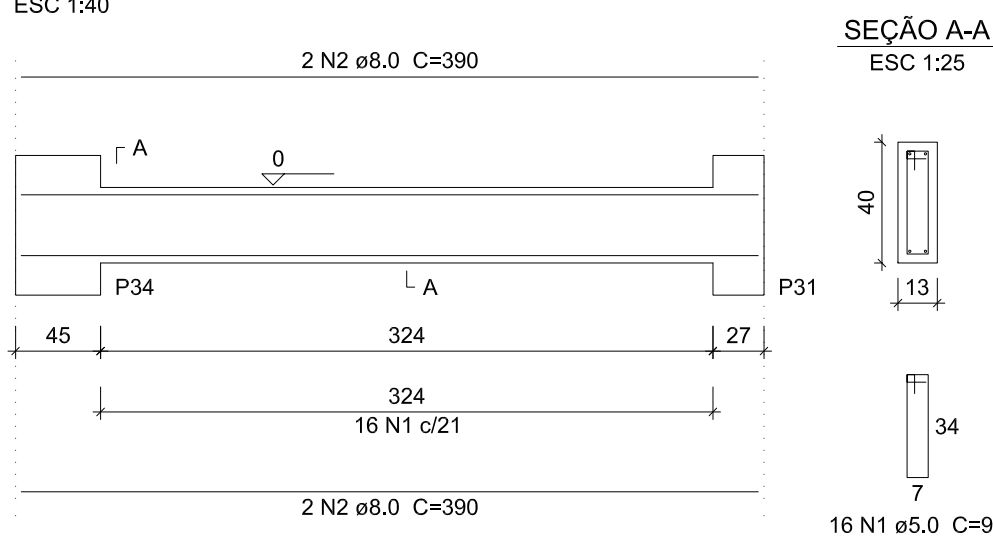 ESC 1:40
SEÇÃO A-A
ESC 1:25
2 N2 ø8.0 C=390
A
0
40
P34
A
P31
13
45
324
27
324
16 N1 c/21
34
7
2 N2 ø8.0 C=390
16 N1 ø5.0 C=9